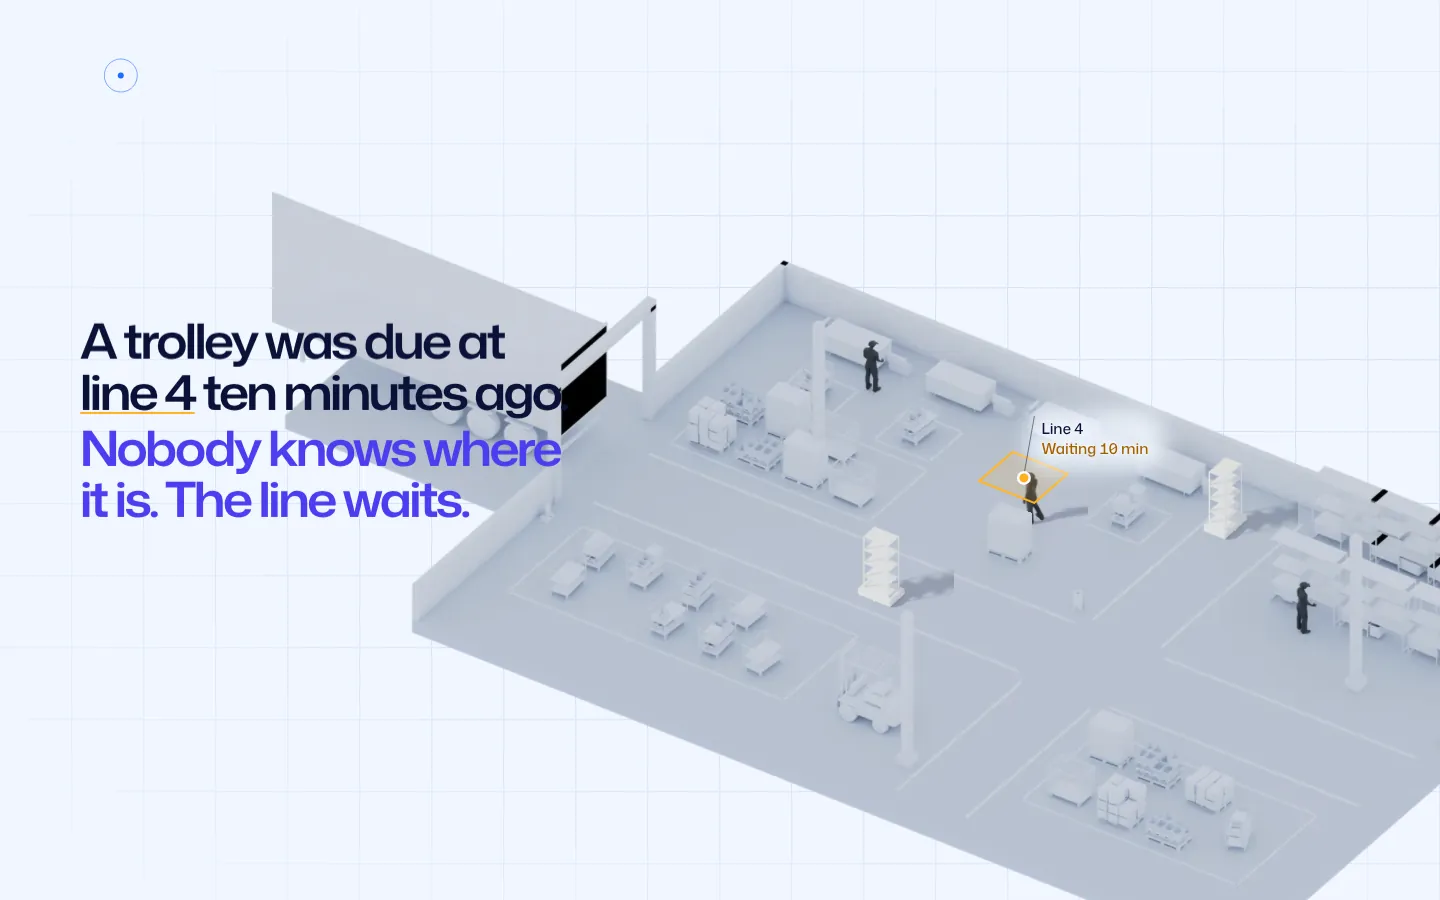 A trolley was due at
line 4 ten minutes ago.
Nobody knows where
it is. The line waits.
Line 4
Waiting 10 min